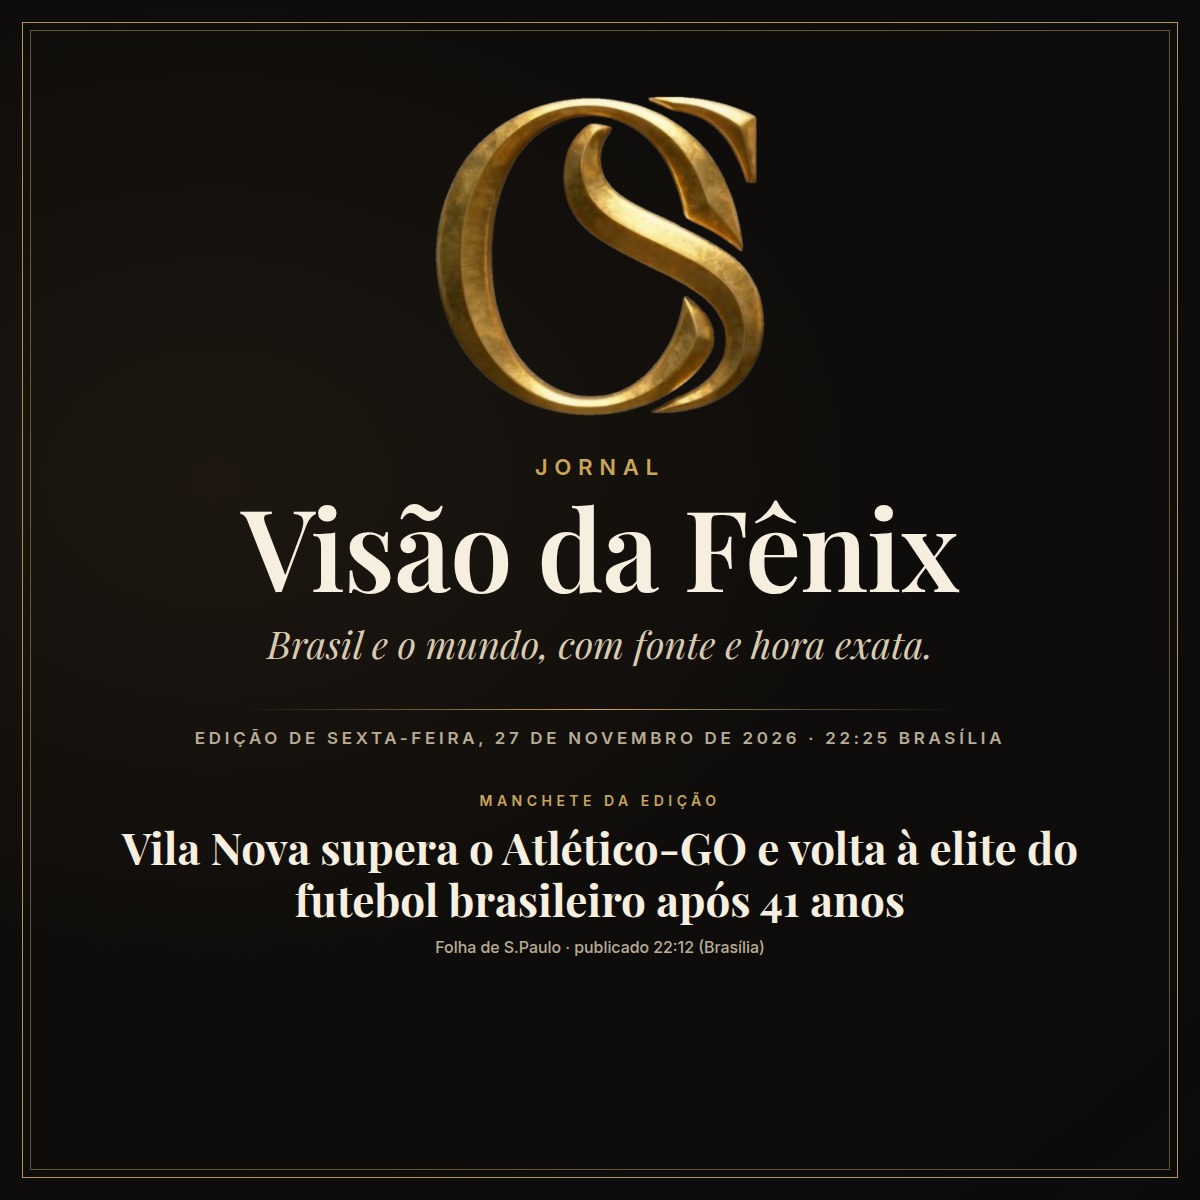 CS
JORNAL
Visão da Fênix
Brasil e o mundo, com fonte e hora exata.
EDIÇÃO DE SEXTA-FEIRA, 27 DE NOVEMBRO DE 2026 · 22:25 BRASÍLIA
MANCHETE DA EDIÇÃO
Vila Nova supera o Atlético-GO e volta à elite do
futebol brasileiro após 41 anos
Folha de S.Paulo · publicado 22:12 (Brasília)